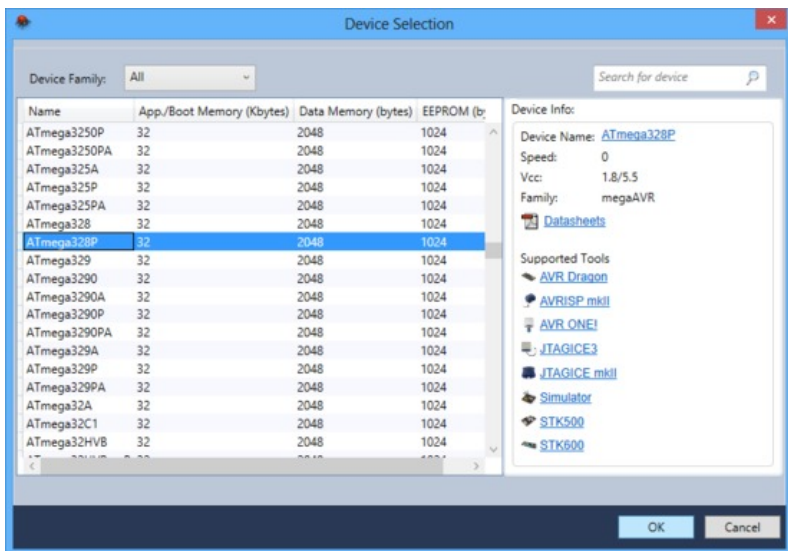 Device Selection
Device Family: All
Search for device
Name App./Boot Memory (Kbytes) Data Memory (bytes) EEPROM (by
ATmega3250P 32 2048 1024
ATmega3250PA 32 2048 1024
ATmega325A 32 2048 1024
ATmega325P 32 2048 1024
ATmega325PA 32 2048 1024
ATmega328 32 2048 1024
ATmega328P 32 2048 1024
ATmega329 32 2048 1024
ATmega3290 32 2048 1024
ATmega3290A 32 2048 1024
ATmega3290P 32 2048 1024
ATmega3290PA 32 2048 1024
ATmega329A 32 2048 1024
ATmega329P 32 2048 1024
ATmega329PA 32 2048 1024
ATmega32A 32 2048 1024
ATmega32C1 32 2048 1024
ATmega32HVB 32 2048 1024
Device Info:
Device Name: ATmega328P
Speed: 0
Vcc: 1.8/5.5
Family: megaAVR
Datasheets
Supported Tools
AVR Dragon
AVRISP mkII
AVR ONE!
JTAGICE3
JTAGICE mkII
Simulator
STK500
STK600
OK Cancel